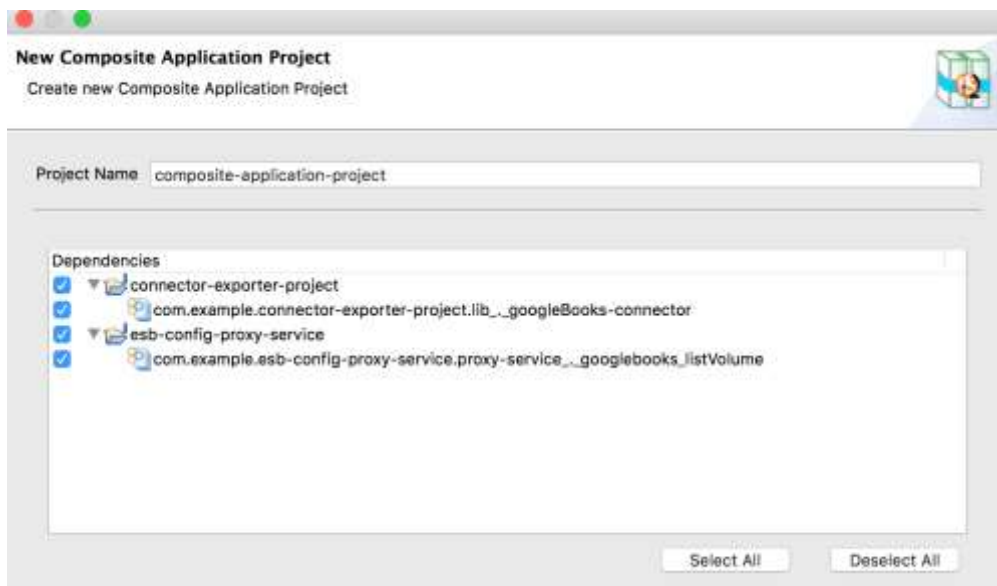 New Composite Application Project
Create new Composite Application Project
Project Name composite-application-project
Dependencies
connector-exporter-project
com.example.connector-exporter-project.lib_._googleBooks-connector
esb-config-proxy-service
com.example.esb-config-proxy-service.proxy-service_._googlebooks_listVolume
Select All Deselect All